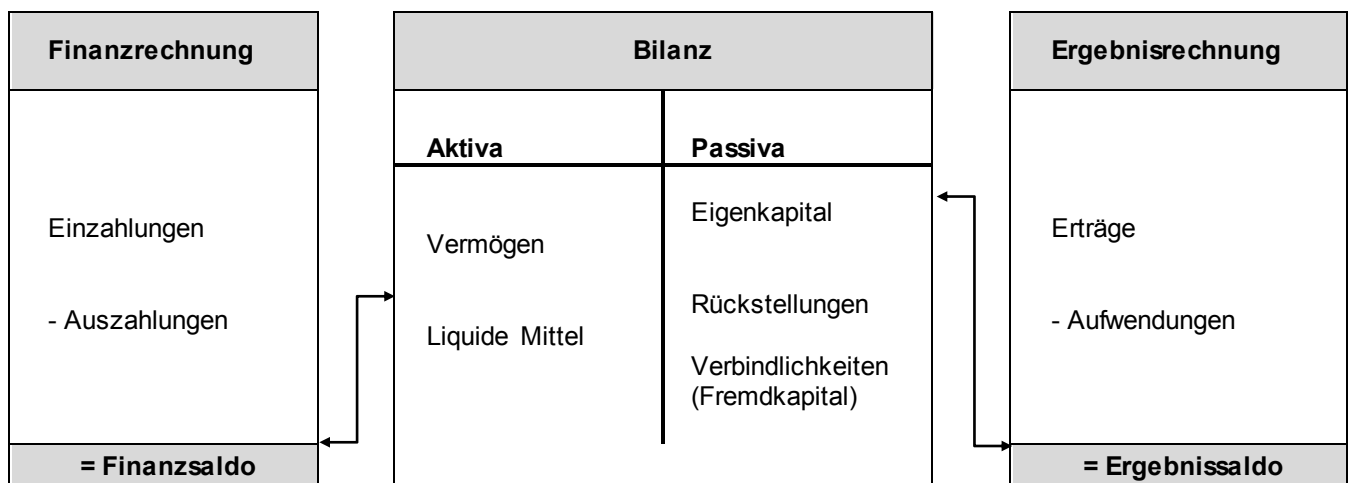 Finanzrechnung
Einzahlungen
- Auszahlungen
= Finanzsaldo
Bilanz
Aktiva
Vermögen
Liquide Mittel
Passiva
Eigenkapital
Rückstellungen
Verbindlichkeiten
(Fremdkapital)
Ergebnisrechnung
Erträge
- Aufwendungen
= Ergebnissaldo